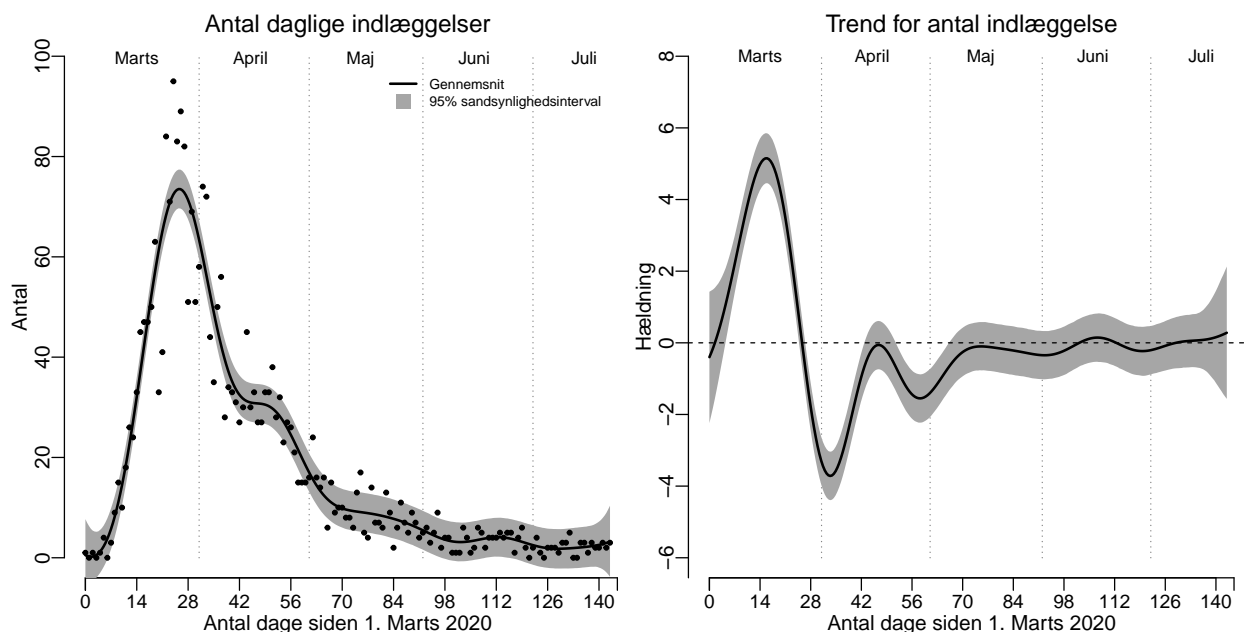 Antal daglige indlæggelser
Marts April Maj Juni Juli
Gennemsnit
95% sandsynlighedsinterval
100
80
60
40
20
0
Antal
0 14 28 42 56 70 84 98 112 126 140
Antal dage siden 1. Marts 2020
Trend for antal indlæggelse
Marts April Maj Juni Juli
8
6
4
2
0
−2
−4
−6
Hældning
0 14 28 42 56 70 84 98 112 126 140
Antal dage siden 1. Marts 2020